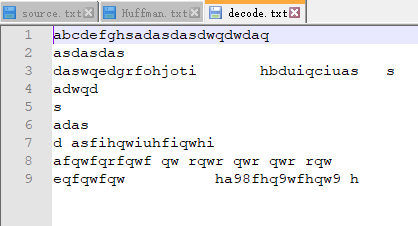 source.txt Huffman.txt decode.txt
1 abcdefghsadasdasdwqdwdaq
2 asdasdas
3 daswqedgrfohjoti hbduiqciuas s
4 adwqd
5 s
6 adas
7 d asfihqwiuhfiqwhi
8 afqwfqrfqwf qw rqwr qwr qwr rqw
9 eqfqwfqw ha98fhq9wfhqw9 h